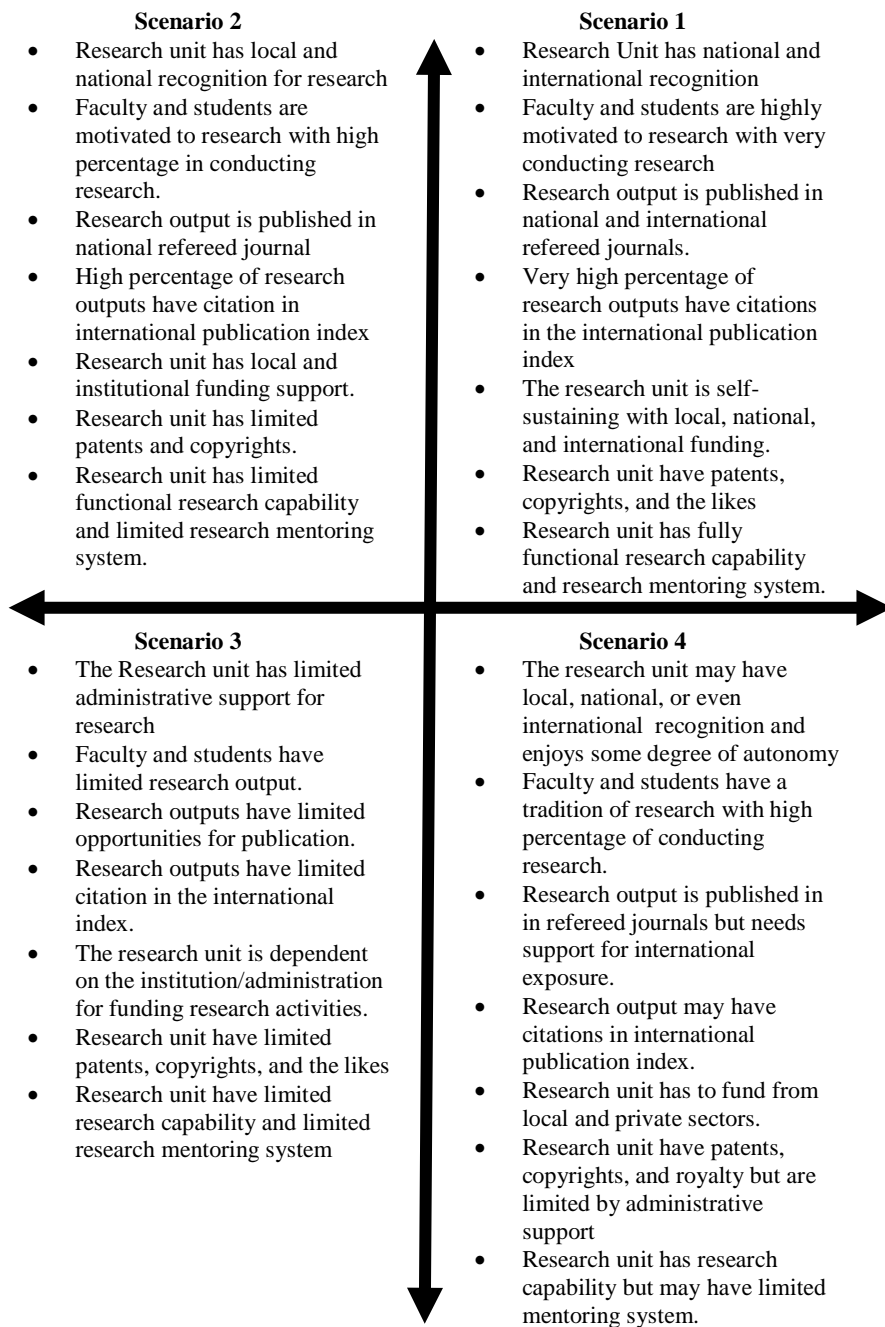 Scenario 2
• Research unit has local and
national recognition for research
• Faculty and students are
motivated to research with high
percentage in conducting
research.
• Research output is published in
national refereed journal
• High percentage of research
outputs have citation in
international publication index
• Research unit has local and
institutional funding support.
• Research unit has limited
patents and copyrights.
• Research unit has limited
functional research capability
and limited research mentoring
system.
Scenario 1
• Research Unit has national and
international recognition
• Faculty and students are highly
motivated to research with very
conducting research
• Research output is published in
national and international
refereed journals.
• Very high percentage of
research outputs have citations
in the international publication
index
• The research unit is self-
sustaining with local, national,
and international funding.
• Research unit have patents,
copyrights, and the likes
• Research unit has fully
functional research capability
and research mentoring system.
Scenario 3
• The Research unit has limited
administrative support for
research
• Faculty and students have
limited research output.
• Research outputs have limited
opportunities for publication.
• Research outputs have limited
citation in the international
index.
• The research unit is dependent
on the institution/administration
for funding research activities.
• Research unit have limited
patents, copyrights, and the likes
• Research unit have limited
research capability and limited
research mentoring system
Scenario 4
• The research unit may have
local, national, or even
international recognition and
enjoys some degree of autonomy
• Faculty and students have a
tradition of research with high
percentage of conducting
research.
• Research output is published in
in refereed journals but needs
support for international
exposure.
• Research output may have
citations in international
publication index.
• Research unit has to fund from
local and private sectors.
• Research unit have patents,
copyrights, and royalty but are
limited by administrative
support
• Research unit has research
capability but may have limited
mentoring system.